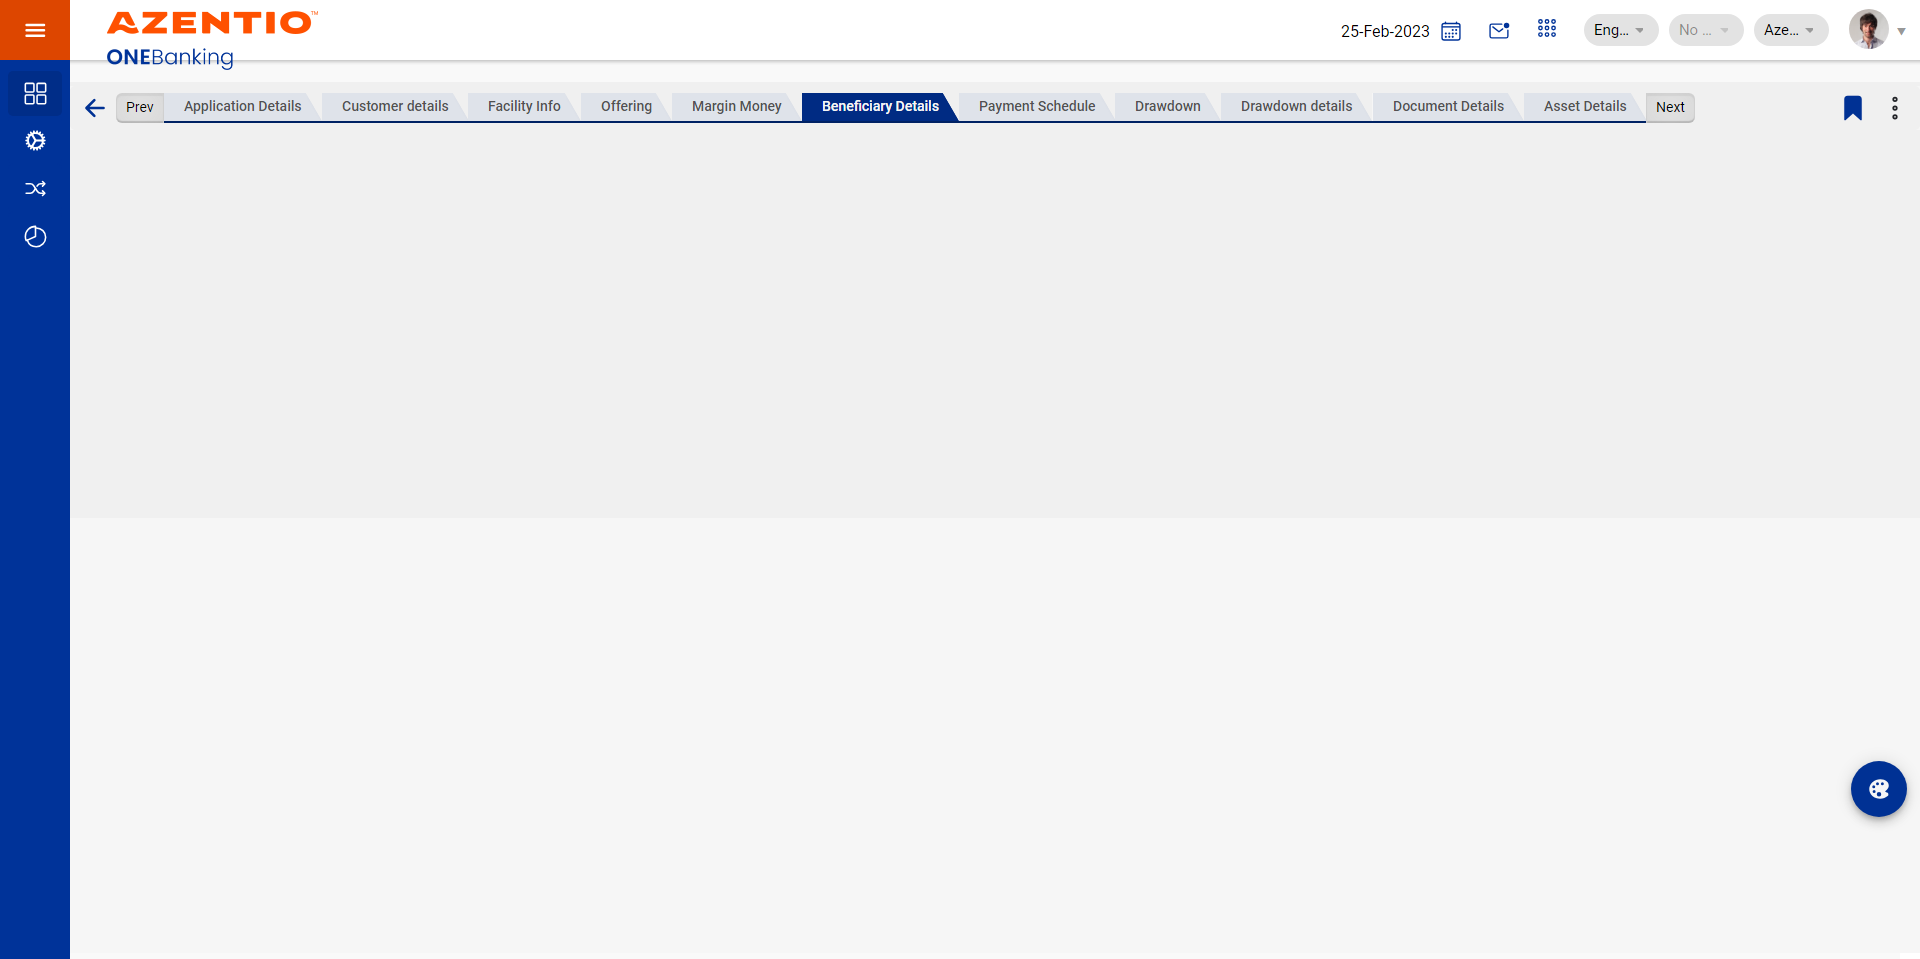 AZENTIO™
ONEBanking
25-Feb-2023
Eng...
No ...
Aze...
Prev
Application Details
Customer details
Facility Info
Offering
Margin Money
Beneficiary Details
Payment Schedule
Drawdown
Drawdown details
Document Details
Asset Details
Next